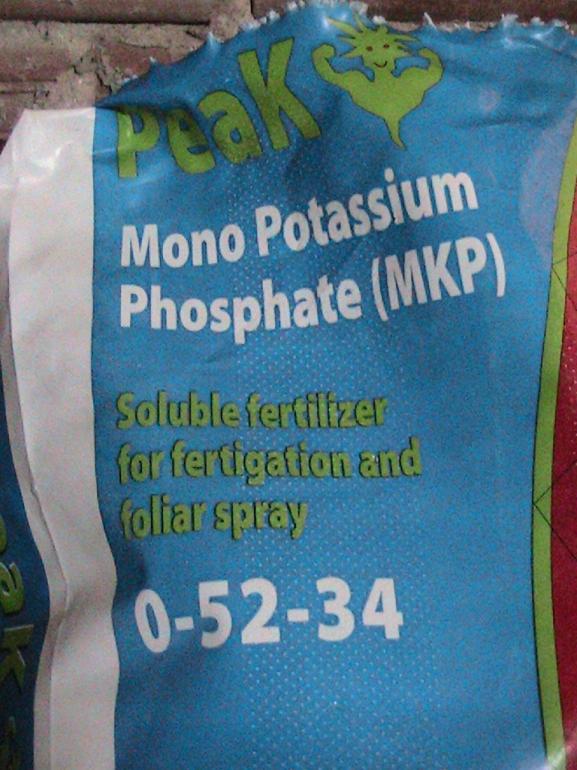 Peak
Mono Potassium
Phosphate (MKP)
Soluble fertilizer
for fertigation and
foliar spray
0-52-34